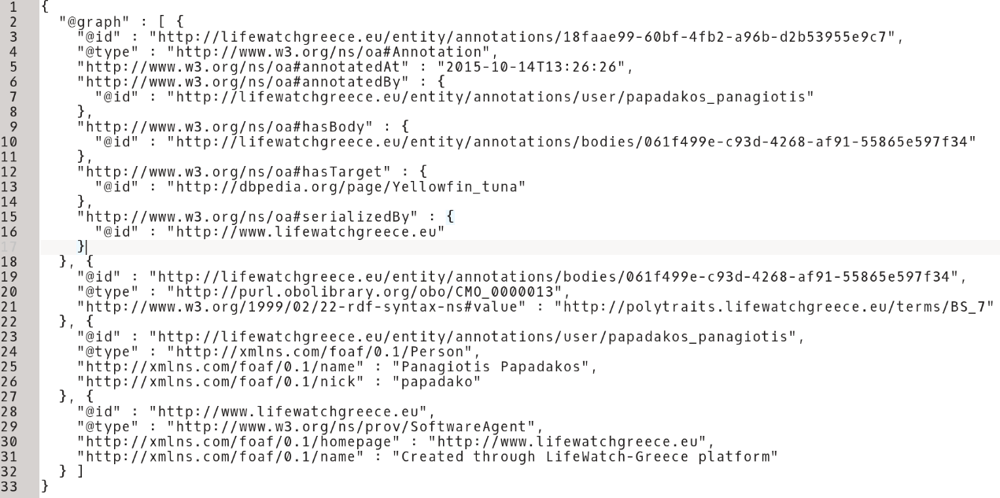 1 {
2   "@graph" : [ {
3     "@id" : "http://lifewatchgreece.eu/entity/annotations/18faae99-60bf-4fb2-a96b-d2b53955e9c7",
4     "@type" : "http://www.w3.org/ns/oa#Annotation",
5     "http://www.w3.org/ns/oa#annotatedAt" : "2015-10-14T13:26:26",
6     "http://www.w3.org/ns/oa#annotatedBy" : {
7       "@id" : "http://lifewatchgreece.eu/entity/annotations/user/papadakos_panagiotis"
8     },
9     "http://www.w3.org/ns/oa#hasBody" : {
10       "@id" : "http://lifewatchgreece.eu/entity/annotations/bodies/061f499e-c93d-4268-af91-55865e597f34"
11     },
12     "http://www.w3.org/ns/oa#hasTarget" : {
13       "@id" : "http://dbpedia.org/page/Yellowfin_tuna"
14     },
15     "http://www.w3.org/ns/oa#serializedBy" : {
16       "@id" : "http://www.lifewatchgreece.eu"
17     }
18   }, {
19     "@id" : "http://lifewatchgreece.eu/entity/annotations/bodies/061f499e-c93d-4268-af91-55865e597f34",
20     "@type" : "http://purl.obolibrary.org/obo/CMO_0000013",
21     "http://www.w3.org/1999/02/22-rdf-syntax-ns#value" : "http://polytraits.lifewatchgreece.eu/terms/BS_7"
22   }, {
23     "@id" : "http://lifewatchgreece.eu/entity/annotations/user/papadakos_panagiotis",
24     "@type" : "http://xmlns.com/foaf/0.1/Person",
25     "http://xmlns.com/foaf/0.1/name" : "Panagiotis Papadakos",
26     "http://xmlns.com/foaf/0.1/nick" : "papadako"
27   }, {
28     "@id" : "http://www.lifewatchgreece.eu",
29     "@type" : "http://www.w3.org/ns/prov/SoftwareAgent",
30     "http://xmlns.com/foaf/0.1/homepage" : "http://www.lifewatchgreece.eu",
31     "http://xmlns.com/foaf/0.1/name" : "Created through LifeWatch-Greece platform"
32   } ]
33 }